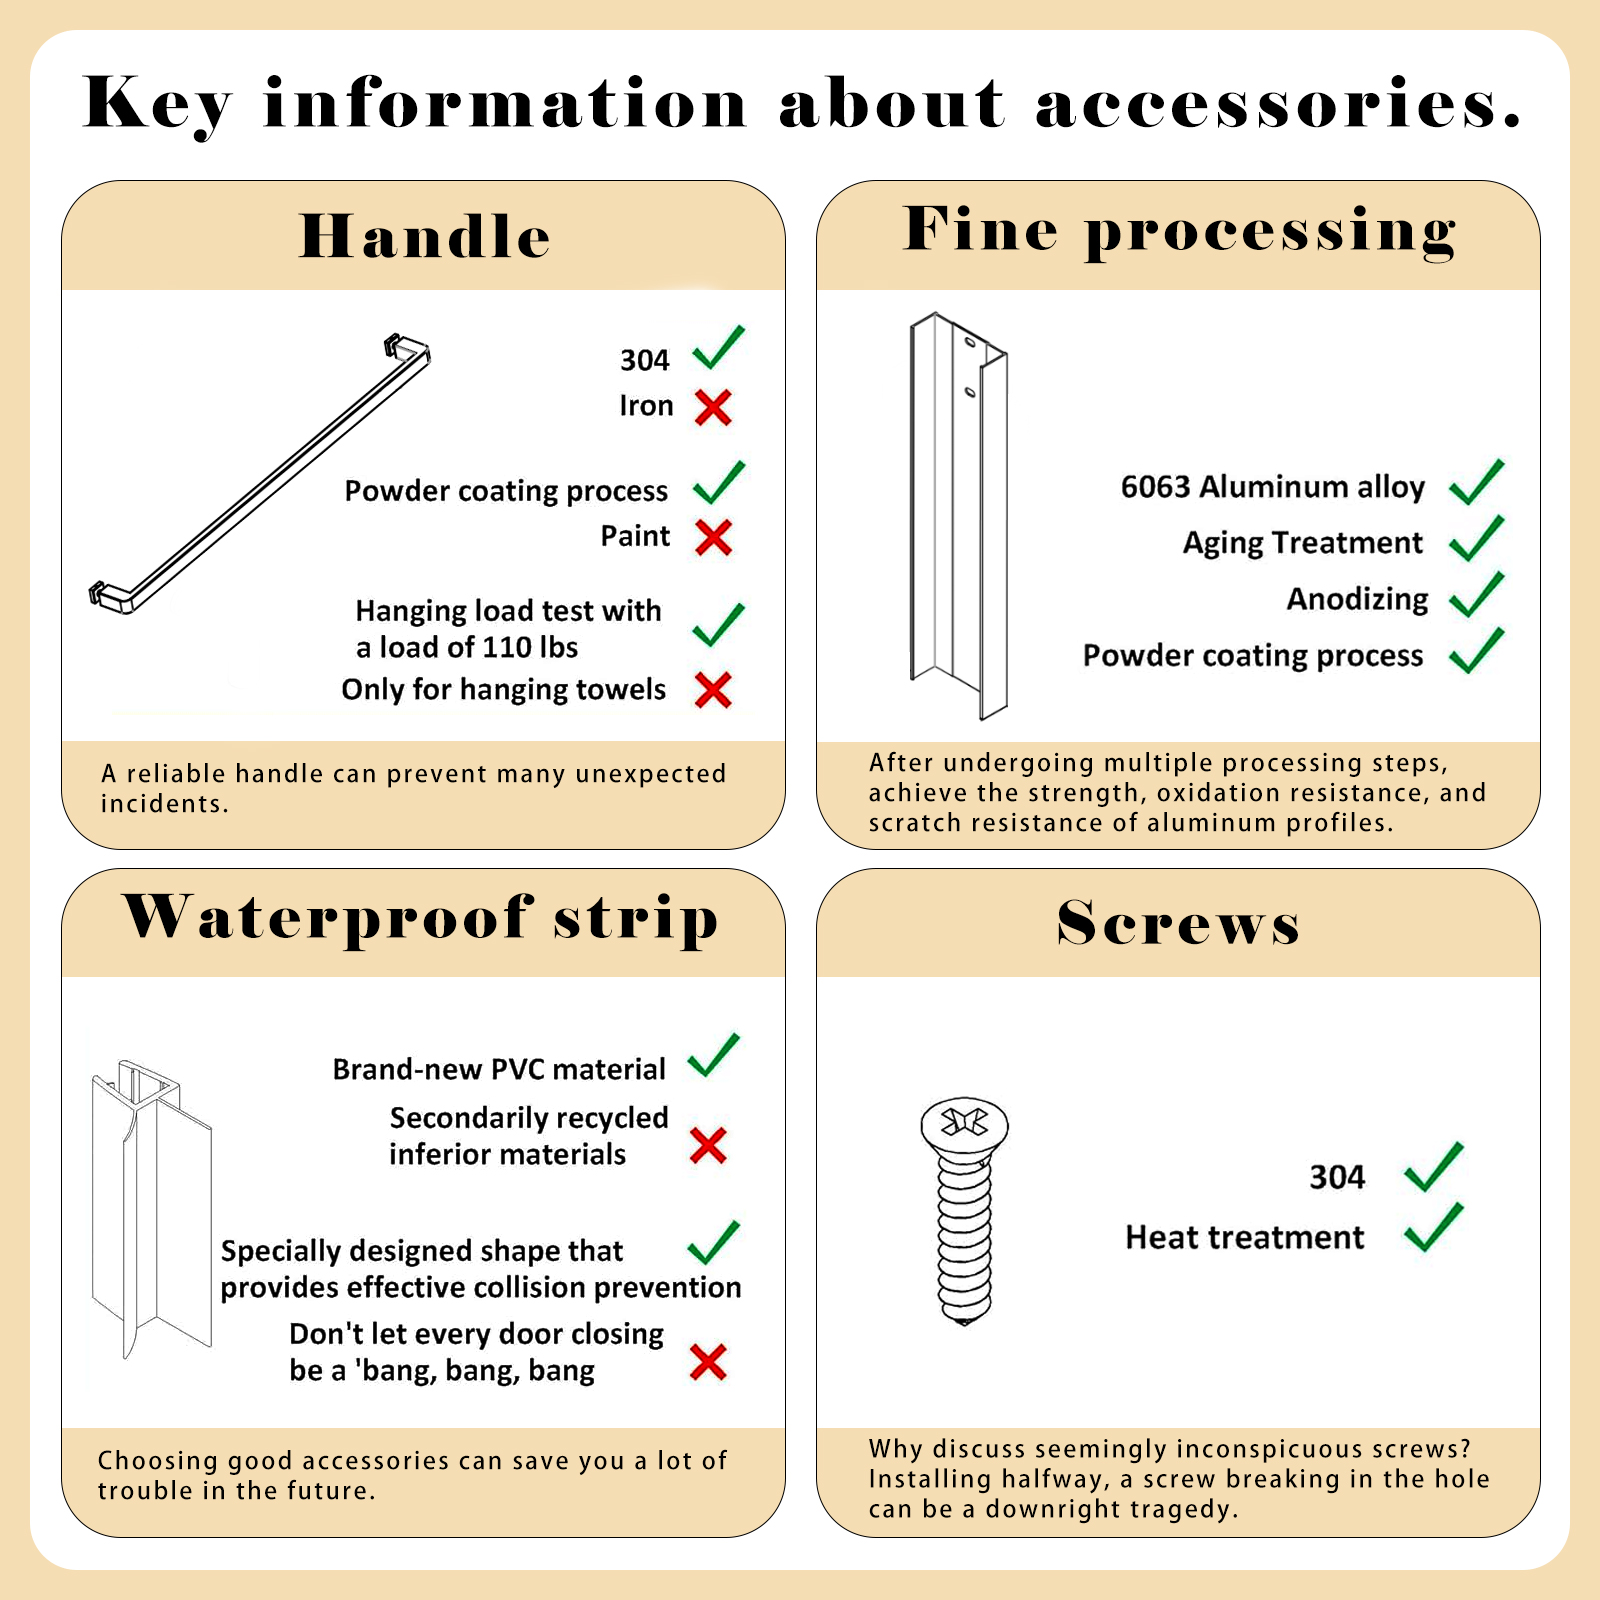 Key information about accessories.
Handle
304
Iron
Powder coating process
Paint
Hanging load test with
a load of 110 lbs
Only for hanging towels
A reliable handle can prevent many unexpected
incidents.
Fine processing
6063 Aluminum alloy
Aging Treatment
Anodizing
Powder coating process
After undergoing multiple processing steps,
achieve the strength, oxidation resistance, and
scratch resistance of aluminum profiles.
Waterproof strip
Brand-new PVC material
Secondarily recycled
inferior materials
Specially designed shape that
provides effective collision prevention
Don't let every door closing
be a 'bang, bang, bang
Choosing good accessories can save you a lot of
trouble in the future.
Screws
304
Heat treatment
Why discuss seemingly inconspicuous screws?
Installing halfway, a screw breaking in the hole
can be a downright tragedy.